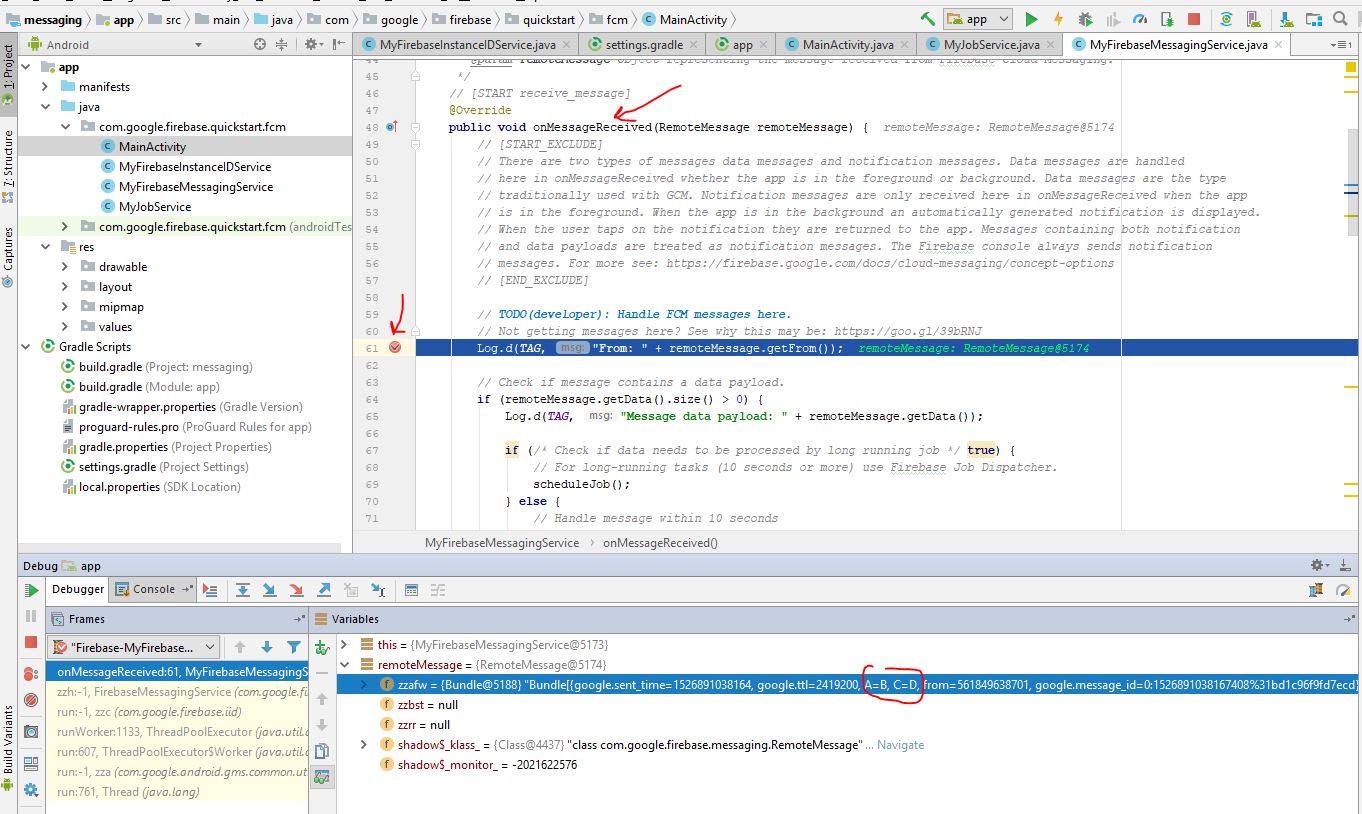 messaging app src main java com google firebase quickstart fcm MainActivity app
Android MyFirebaseInstanceIDService.java settings.gradle app MainActivity.java MyJobService.java MyFirebaseMessagingService.java
1: Project
7: Structure
Captures
Build Variants
app
manifests
java
com.google.firebase.quickstart.fcm
MainActivity
MyFirebaseInstanceIDService
MyFirebaseMessagingService
MyJobService
com.google.firebase.quickstart.fcm (androidTes
res
drawable
layout
mipmap
values
Gradle Scripts
build.gradle (Project: messaging)
build.gradle (Module: app)
gradle-wrapper.properties (Gradle Version)
proguard-rules.pro (ProGuard Rules for app)
gradle.properties (Project Properties)
settings.gradle (Project Settings)
local.properties (SDK Location)
44 @param remoteMessage Object representing the message received from Firebase Cloud Messaging.
45 */
46 // [START receive_message]
47 @Override
48 public void onMessageReceived(RemoteMessage remoteMessage) { remoteMessage: RemoteMessage@5174
49 // [START_EXCLUDE]
50 // There are two types of messages data messages and notification messages. Data messages are handled
51 // here in onMessageReceived whether the app is in the foreground or background. Data messages are the type
52 // traditionally used with GCM. Notification messages are only received here in onMessageReceived when the app
53 // is in the foreground. When the app is in the background an automatically generated notification is displayed.
54 // When the user taps on the notification they are returned to the app. Messages containing both notification
55 // and data payloads are treated as notification messages. The Firebase console always sends notification
56 // messages. For more see: https://firebase.google.com/docs/cloud-messaging/concept-options
57 // [END_EXCLUDE]
58
59 // TODO(developer): Handle FCM messages here.
60 // Not getting messages here? See why this may be: https://goo.gl/39bRNJ
61 Log.d(TAG, msg: "From: " + remoteMessage.getFrom()); remoteMessage: RemoteMessage@5174
62
63 // Check if message contains a data payload.
64 if (remoteMessage.getData().size() > 0) {
65 Log.d(TAG, msg: "Message data payload: " + remoteMessage.getData());
66
67 if (/* Check if data needs to be processed by long running job */ true) {
68 // For long-running tasks (10 seconds or more) use Firebase Job Dispatcher.
69 scheduleJob();
70 } else {
71 // Handle message within 10 seconds
MyFirebaseMessagingService › onMessageReceived()
Debug app
Debugger Console
Frames
"Firebase-MyFirebase...
onMessageReceived:61, MyFirebaseMessagingS
zzh:-1, FirebaseMessagingService (com.google.fi
run:-1, zzc (com.google.firebase.iid)
runWorker:1133, ThreadPoolExecutor (java.util.c
run:607, ThreadPoolExecutor$Worker (java.util.c
run:-1, zza (com.google.android.gms.common.ut
run:761, Thread (java.lang)
Variables
this = {MyFirebaseMessagingService@5173}
remoteMessage = {RemoteMessage@5174}
zzafw = {Bundle@5188} "Bundle[{google.sent_time=1526891038164, google.ttl=2419200, A=B, C=D, from=561849638701, google.message_id=0:1526891038167408%31bd1c96f9fd7ecd}
zzbst = null
zzrr = null
shadow$_klass_ = {Class@4437} "class com.google.firebase.messaging.RemoteMessage" ... Navigate
shadow$_monitor_ = -2021622576